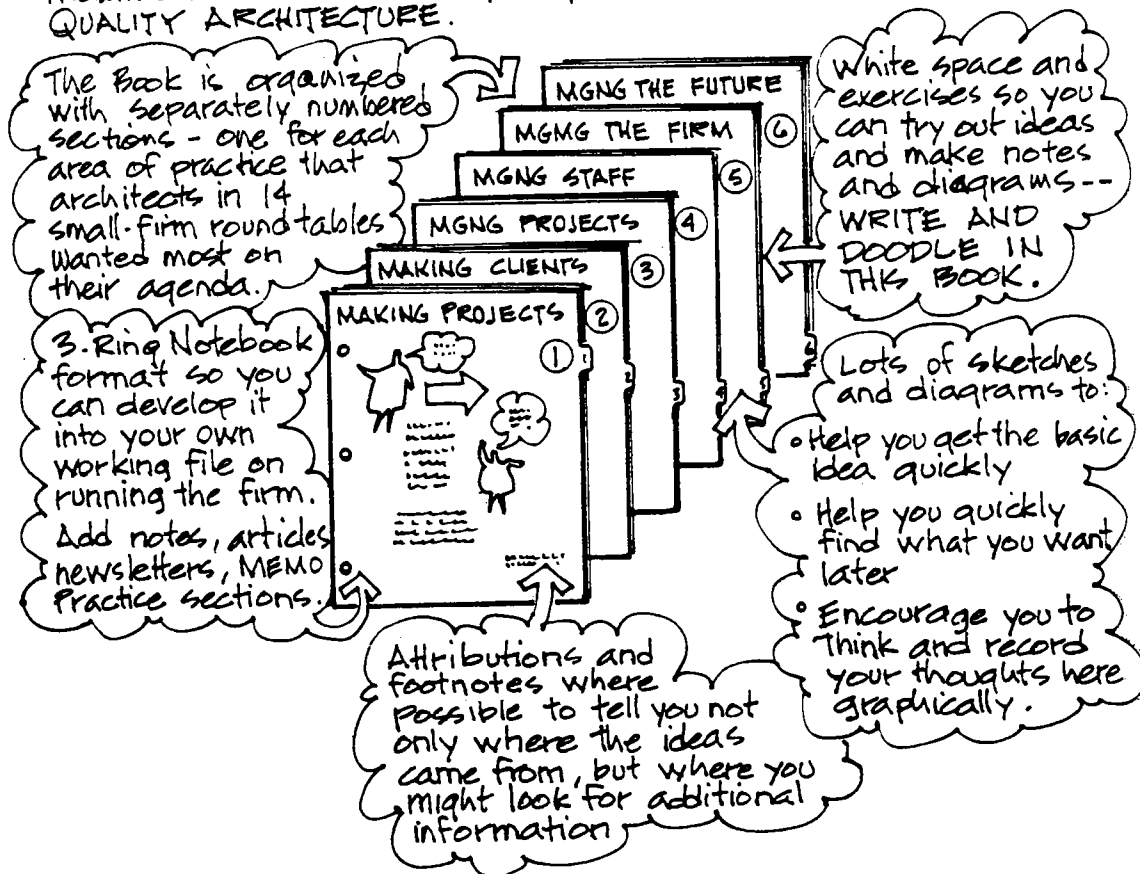 QUALITY ARCHITECTURE.
The Book is organized
with separately numbered
sections - one for each
area of practice that
architects in 14
small-firm round tables
wanted most on
their agenda.
3-Ring Notebook
format so you
can develop it
into your own
working file on
running the firm.
Add notes, articles
newsletters, MEMO
Practice sections.
MGNG THE FUTURE
MGMG THE FIRM
6
MGNG STAFF
5
MGNG PROJECTS
4
MAKING CLIENTS
3
MAKING PROJECTS
2
1
1
2
3
4
White space and
exercises so you
can try out ideas
and make notes
and diagrams--
WRITE AND
DOODLE IN
THIS BOOK.
Lots of sketches
and diagrams to:
• Help you get the basic
idea quickly
• Help you quickly
find what you want
later
• Encourage you to
Think and record
your thoughts here
graphically.
Attributions and
footnotes where
possible to tell you not
only where the ideas
came from, but where you
might look for additional
information